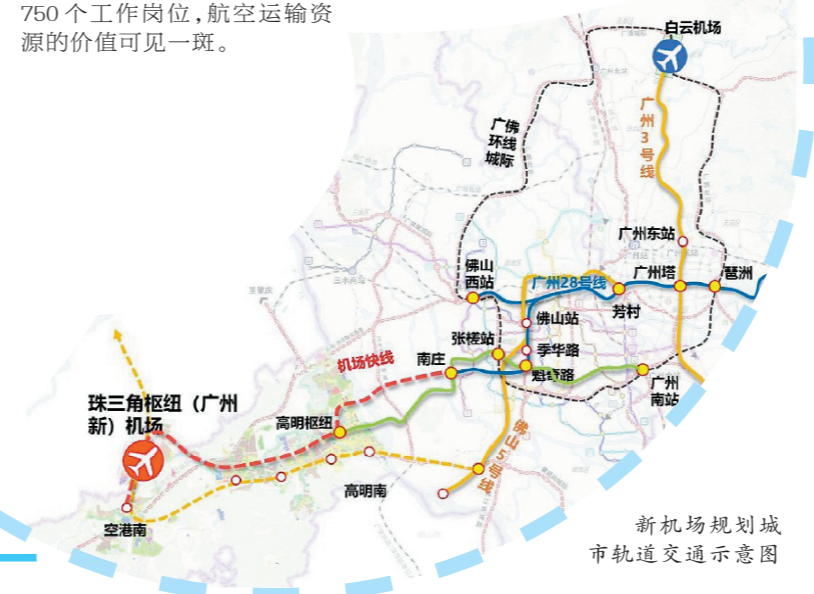 750个工作岗位,航空运输资
源的价值可见一斑。
白云机场
广州3号线
广佛
环线
城际
广州东站
佛山
西站
广州28号线
广州塔
琶洲
芳村
佛山站
张槎站
季华路
南庄
魁奇路
机场快线
广州
南站
珠三角枢纽（广州
新）机场
高明枢纽
佛山5号线
高明南
空港南
新机场规划城
市轨道交通示意图